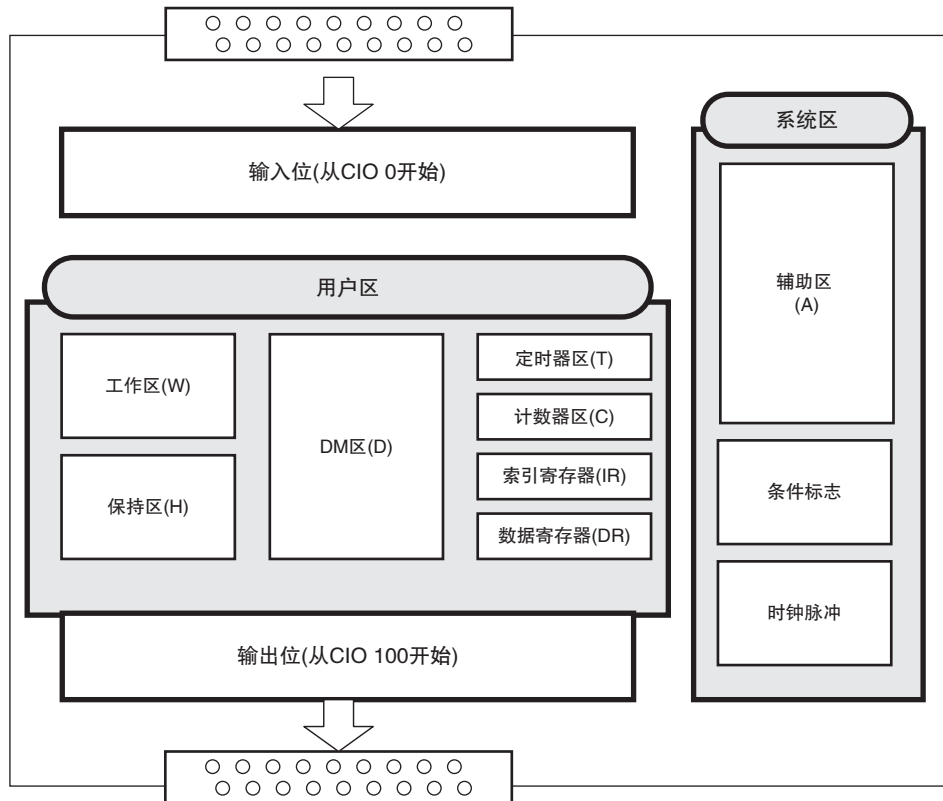 输入位(从CIO 0开始)
用户区
工作区(W)
保持区(H)
DM区(D)
定时器区(T)
计数器区(C)
索引寄存器(IR)
数据寄存器(DR)
输出位(从CIO 100开始)
系统区
辅助区
(A)
条件标志
时钟脉冲